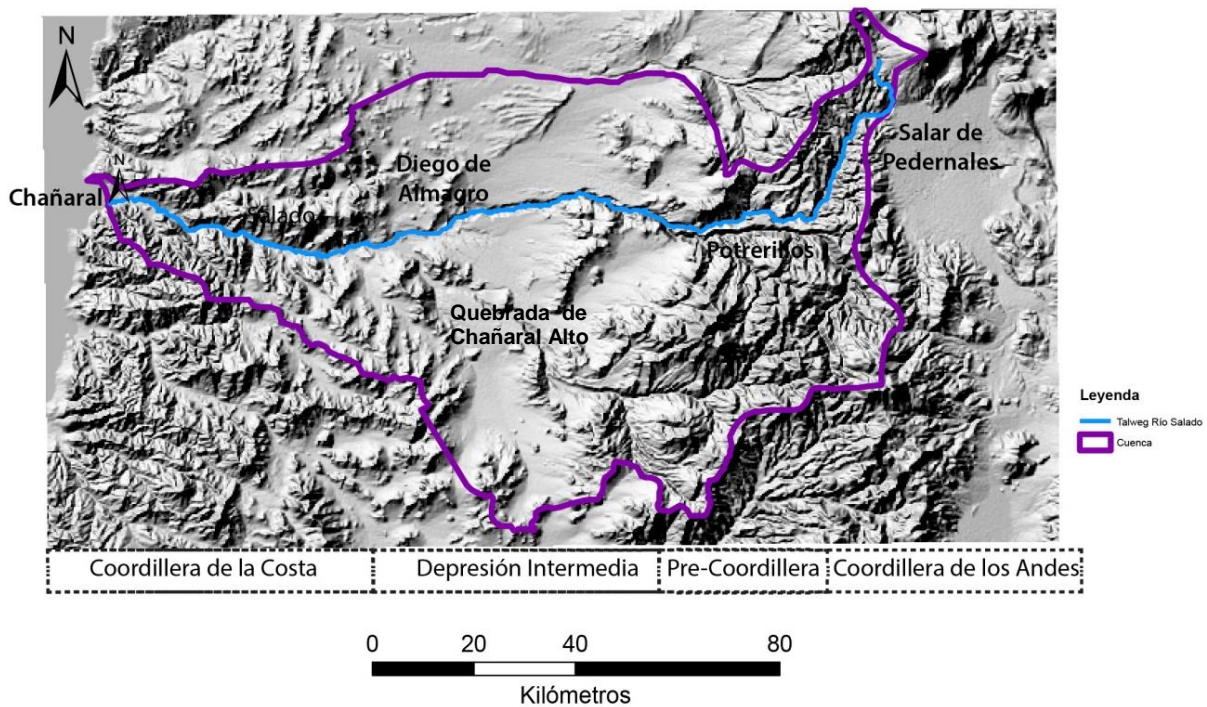 N
N
Salar de
Pedernales
Diego de
Almagro
Chañaral
Salado
Potrerillos
Quebrada de
Chañaral Alto
Leyenda
Talweg Río Salado
Cuenca
Coordillera de la Costa
Depresión Intermedia
Pre-Coordillera
Coordillera de los Andes
0 20 40 80
Kilómetros